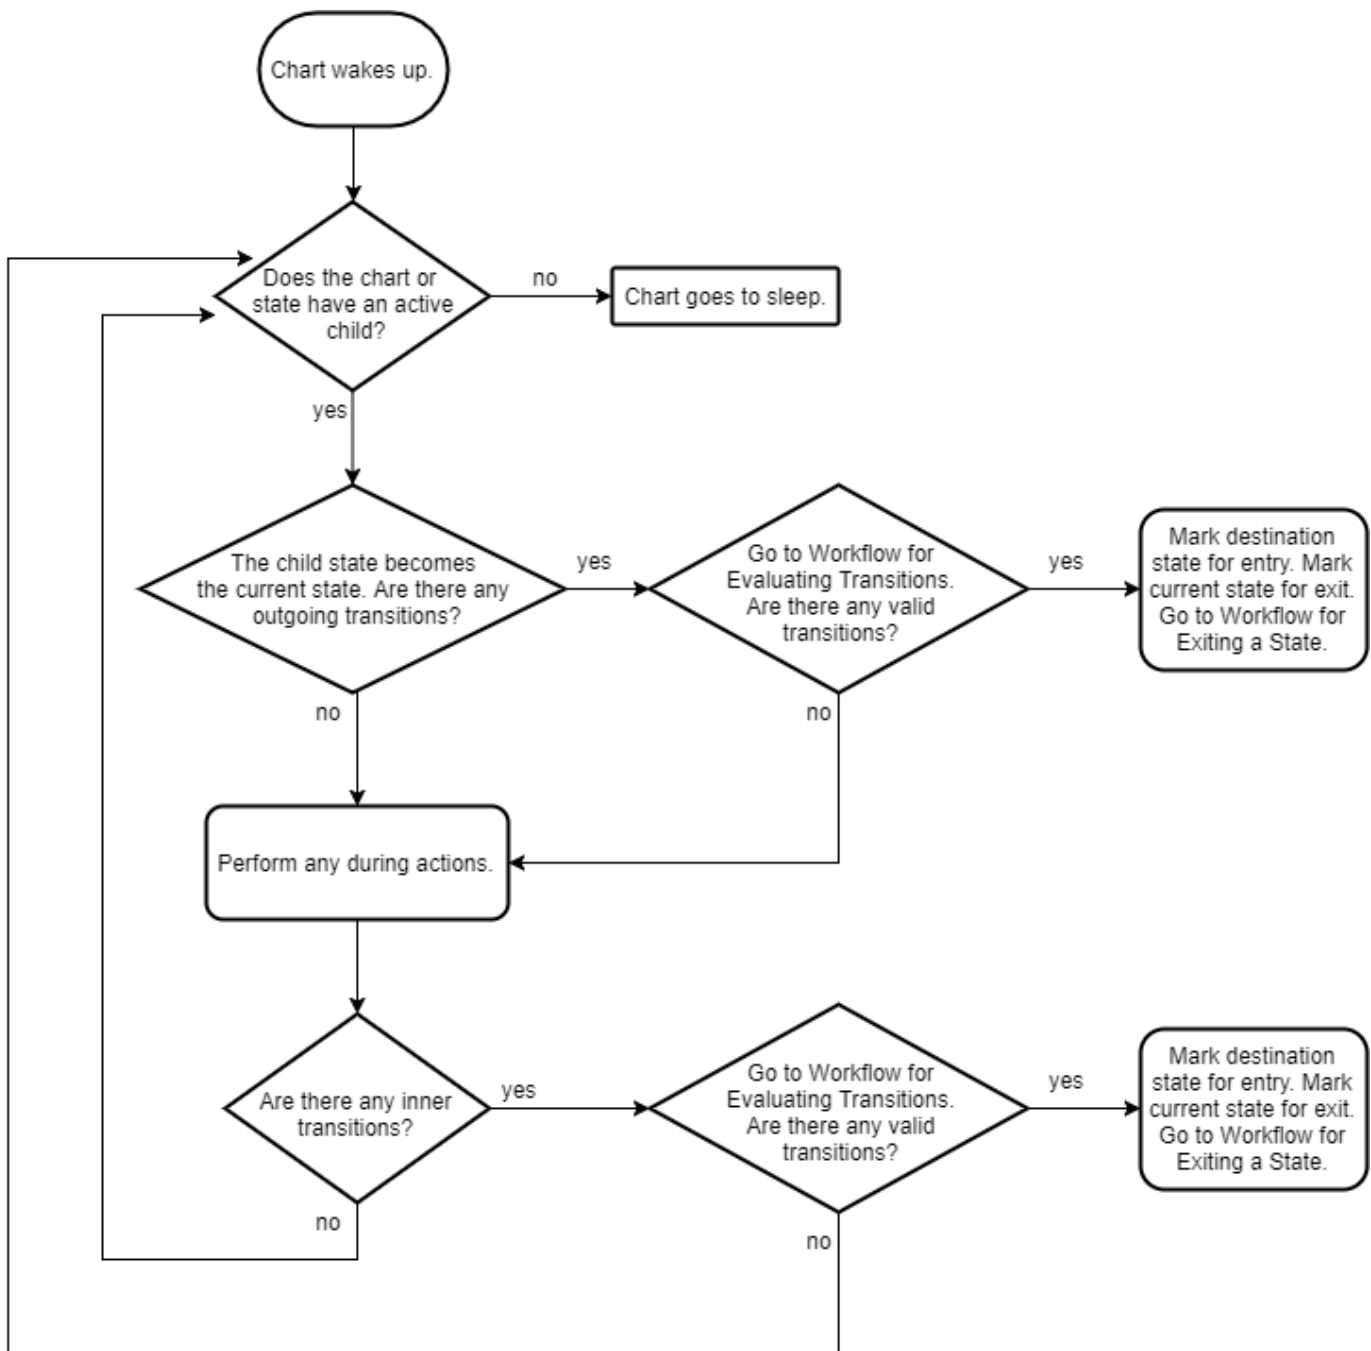 Chart wakes up.
Does the chart or
state have an active
child?
no
Chart goes to sleep.
yes
The child state becomes
the current state. Are there any
outgoing transitions?
yes
Go to Workflow for
Evaluating Transitions.
Are there any valid
transitions?
yes
Mark destination
state for entry. Mark
current state for exit.
Go to Workflow for
Exiting a State.
no
no
Perform any during actions.
Are there any inner
transitions?
yes
Go to Workflow for
Evaluating Transitions.
Are there any valid
transitions?
yes
Mark destination
state for entry. Mark
current state for exit.
Go to Workflow for
Exiting a State.
no
no